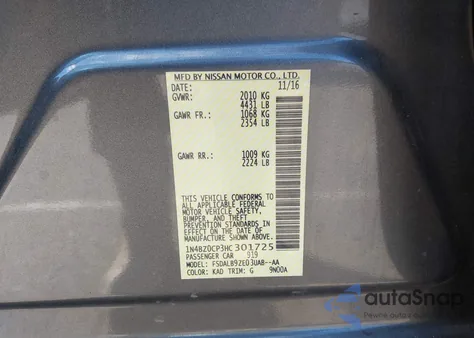 MFD BY NISSAN MOTOR CO., LTD.
DATE: 11/16
GVWR: 2010 KG
4431 LB
GAWR FR.: 1068 KG
2354 LB
GAWR RR.: 1009 KG
2224 LB
THIS VEHICLE CONFORMS TO
ALL APPLICABLE FEDERAL
MOTOR VEHICLE SAFETY,
BUMPER, AND THEFT
PREVENTION STANDARDS
IN EFFECT ON THE DATE OF
MANUFACTURE SHOWN ABOVE.
1N4BZ0CP3HC301725
PASSENGER CAR 919
MODEL: FSDALB9ZE03UAB--AA
COLOR: KAD TRIM: G 9N00A
autoSnap